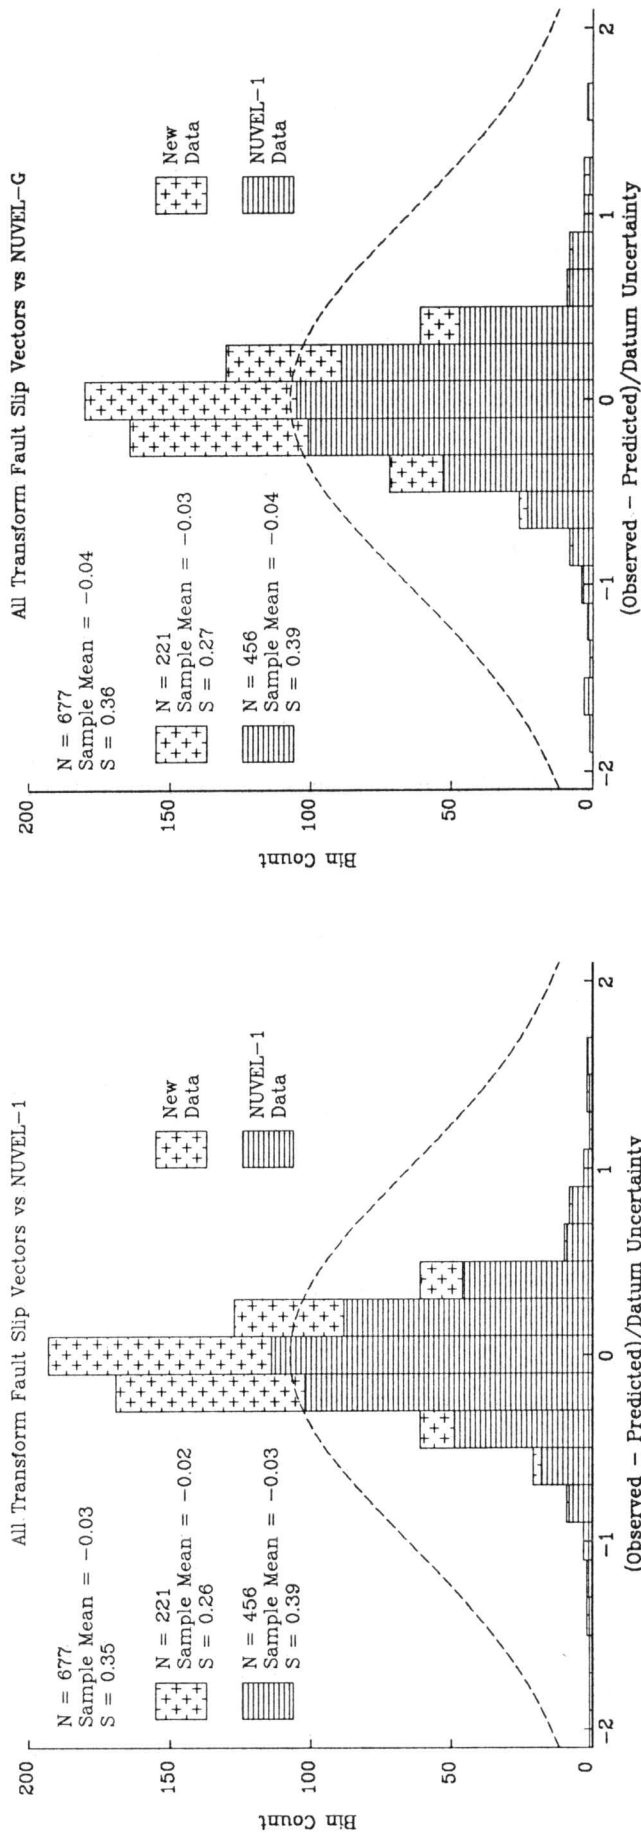 All Transform Fault Slip Vectors vs NUVEL-1
N = 677
Sample Mean = -0.03
S = 0.35
N = 221
Sample Mean = -0.02
S = 0.26
N = 456
Sample Mean = -0.03
S = 0.39
New
Data
NUVEL-1
Data
200
150
100
50
0
Bin Count
-2
-1
0
1
2
(Observed - Predicted)/Datum Uncertainty
All Transform Fault Slip Vectors vs NUVEL-G
N = 677
Sample Mean = -0.04
S = 0.36
N = 221
Sample Mean = -0.03
S = 0.27
N = 456
Sample Mean = -0.04
S = 0.39
New
Data
NUVEL-1
Data
200
150
100
50
0
Bin Count
-2
-1
0
1
2
(Observed - Predicted)/Datum Uncertainty